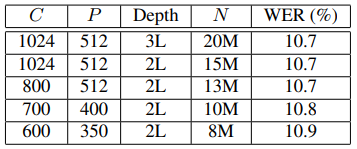 C P Depth N WER (%)
1024 512 3L 20M 10.7
1024 512 2L 15M 10.7
800 512 2L 13M 10.7
700 400 2L 10M 10.8
600 350 2L 8M 10.9